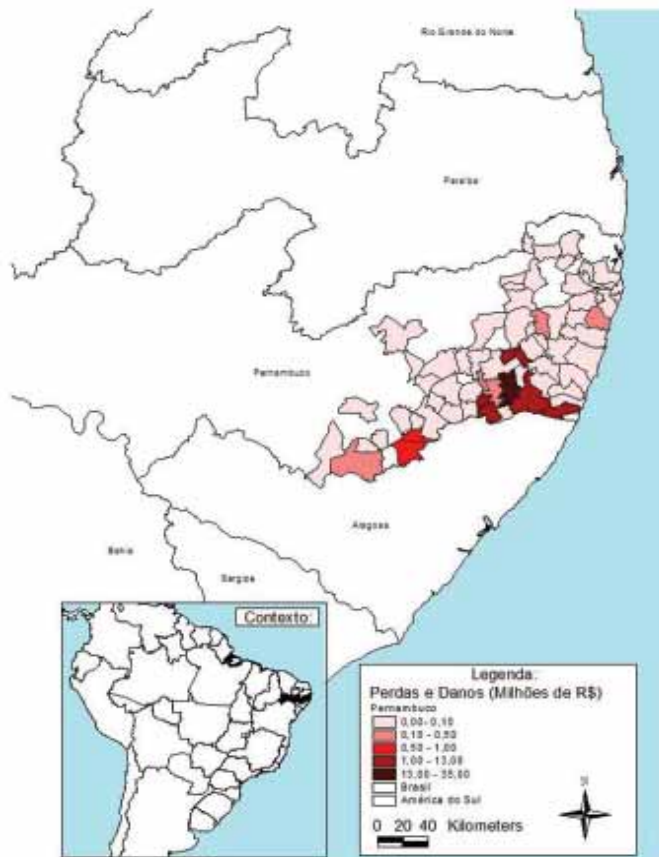 Rio Grande do Norte
Paraíba
Pernambuco
Alagoas
Bahia
Sergipe
Contexto:
Legenda:
Perdas e Danos (Milhões de R$)
Pernambuco
0,00 - 0,10
0,10 - 0,50
0,50 - 1,00
1,00 - 13,00
13,00 - 35,00
Brasil
América do Sul
0 20 40 Kilometers